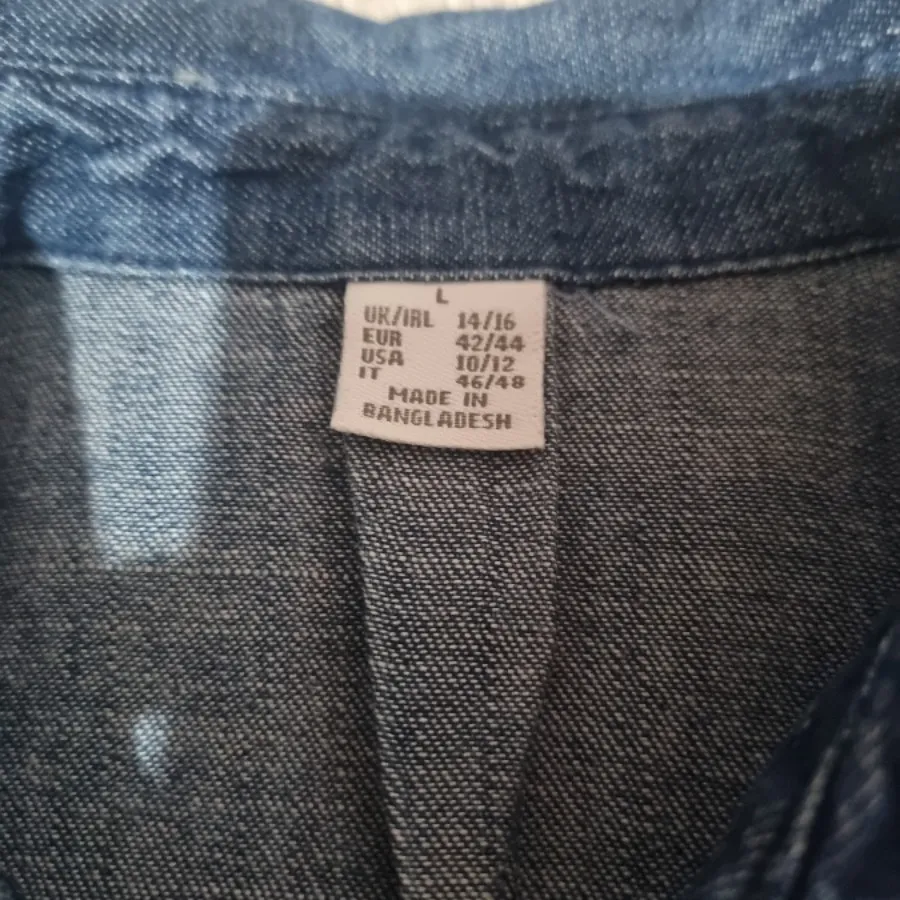 L
UK/IRL 14/16
EUR 42/44
USA 10/12
IT 46/48
MADE IN
BANGLADESH